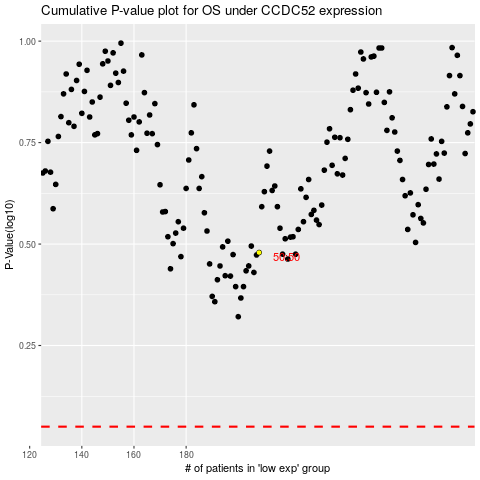 Cumulative P-value plot for OS under CCDC52 expression
P-Value(log10)
1.00
0.75
0.50
0.25
50:50
120 140 160 180
# of patients in 'low exp' group